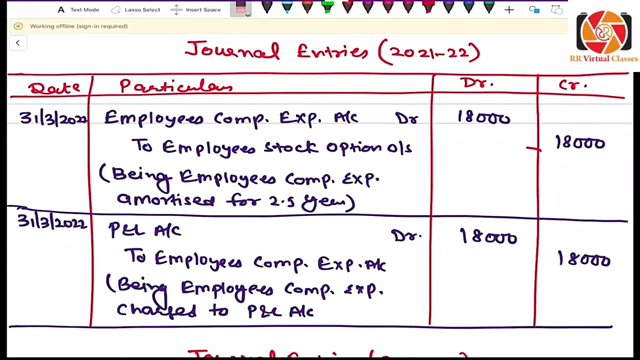 Text Mode
Lasso Select
Insert Space
Working offline (sign-in required)
RR Virtual Classes
Journal Entries (2021-22)
Date Particulars Dr. Cr.
31/3/2022 Employees Comp. Exp. A/c Dr 18000
To Employees Stock Option o/s 18000
(Being Employees Comp. Exp.
amortised for 2.5 years)
31/3/2022 P&L A/c Dr. 18000
To Employees Comp. Exp. A/c 18000
(Being Employees Comp. Exp.
charged to P&L A/c